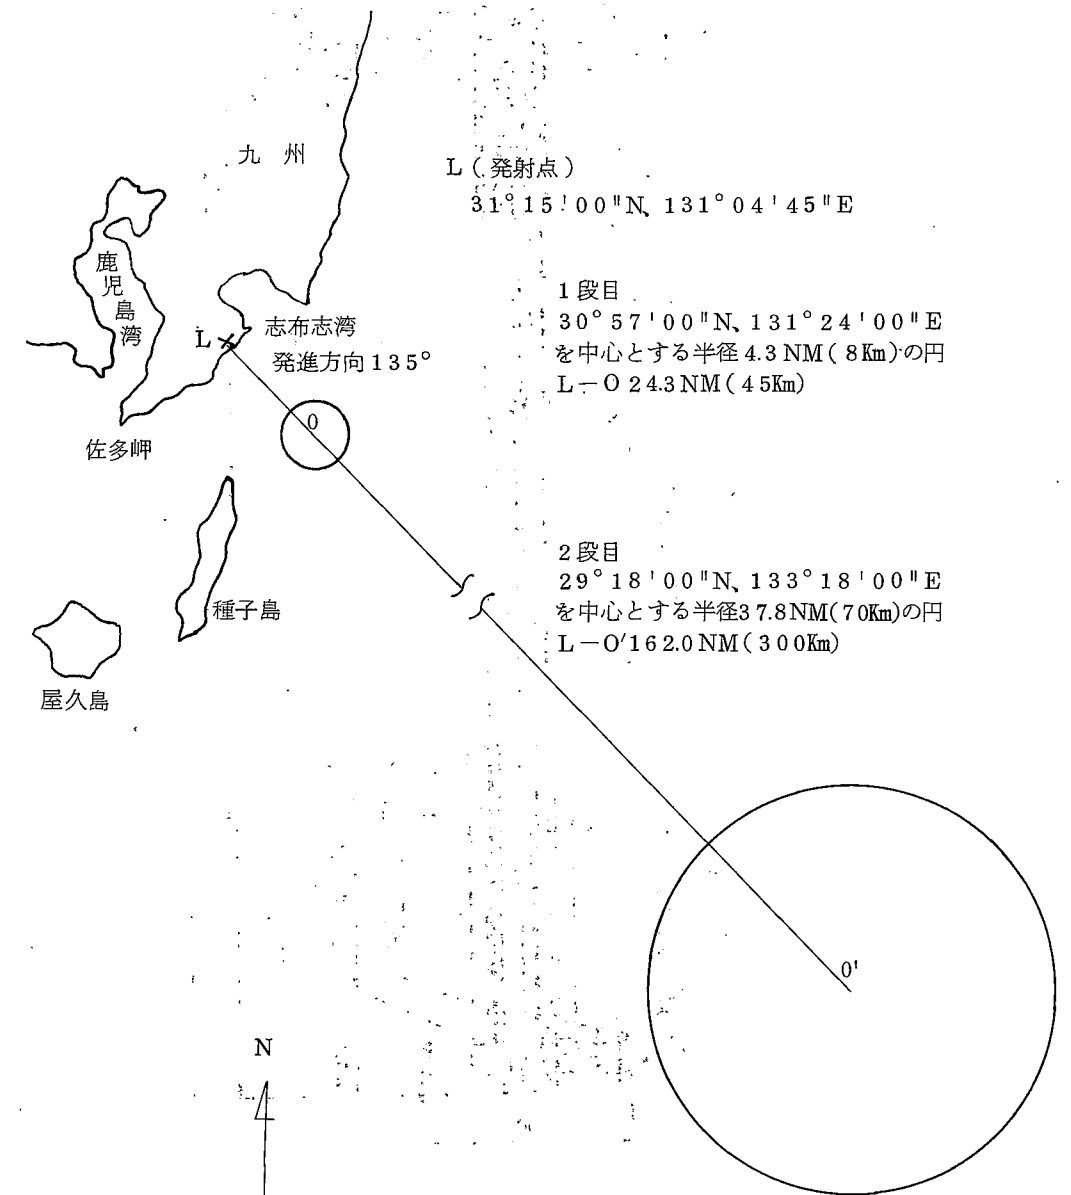 九 州
L(発射点)
31°15'00"N、131°04'45"E
鹿児島湾
1段目
30°57'00"N、131°24'00"E
を中心とする半径4.3NM(8Km)の円
L-O 24.3NM(45Km)
志布志湾
L
発進方向135°
O
佐多岬
2段目
29°18'00"N、133°18'00"E
を中心とする半径37.8NM(70Km)の円
L-O'162.0NM(300Km)
種子島
屋久島
O'
N